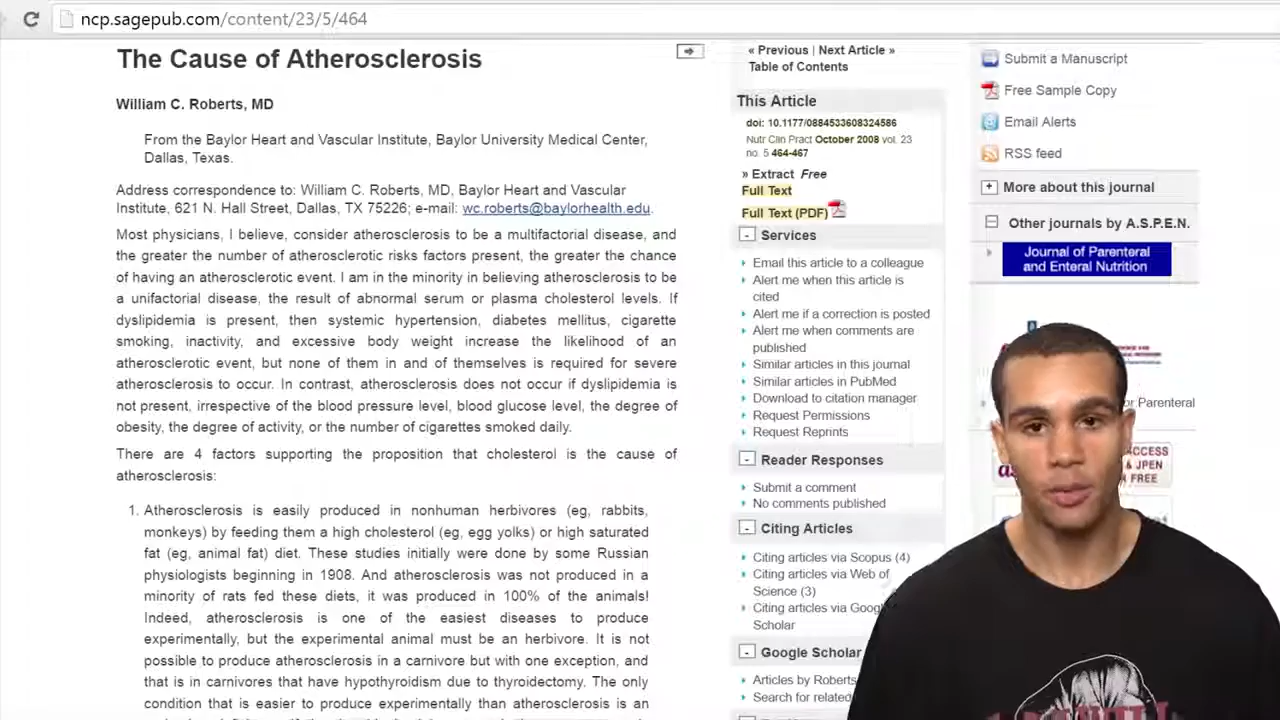 ncp.sagepub.com/content/23/5/464
The Cause of Atherosclerosis
William C. Roberts, MD
From the Baylor Heart and Vascular Institute, Baylor University Medical Center,
Dallas, Texas.
Address correspondence to: William C. Roberts, MD, Baylor Heart and Vascular
Institute, 621 N. Hall Street, Dallas, TX 75226; e-mail: wc.roberts@baylorhealth.edu.
Most physicians, I believe, consider atherosclerosis to be a multifactorial disease, and
the greater the number of atherosclerotic risks factors present, the greater the chance
of having an atherosclerotic event. I am in the minority in believing atherosclerosis to be
a unifactorial disease, the result of abnormal serum or plasma cholesterol levels. If
dyslipidemia is present, then systemic hypertension, diabetes mellitus, cigarette
smoking, inactivity, and excessive body weight increase the likelihood of an
atherosclerotic event, but none of them in and of themselves is required for severe
atherosclerosis to occur. In contrast, atherosclerosis does not occur if dyslipidemia is
not present, irrespective of the blood pressure level, blood glucose level, the degree of
obesity, the degree of activity, or the number of cigarettes smoked daily.
There are 4 factors supporting the proposition that cholesterol is the cause of
atherosclerosis:
1. Atherosclerosis is easily produced in nonhuman herbivores (eg, rabbits,
monkeys) by feeding them a high cholesterol (eg, egg yolks) or high saturated
fat (eg, animal fat) diet. These studies initially were done by some Russian
physiologists beginning in 1908. And atherosclerosis was not produced in a
minority of rats fed these diets, it was produced in 100% of the animals!
Indeed, atherosclerosis is one of the easiest diseases to produce
experimentally, but the experimental animal must be an herbivore. It is not
possible to produce atherosclerosis in a carnivore but with one exception, and
that is in carnivores that have hypothyroidism due to thyroidectomy. The only
condition that is easier to produce experimentally than atherosclerosis is an
« Previous | Next Article »
Table of Contents
This Article
doi: 10.1177/0884533608324586
Nutr Clin Pract October 2008 vol. 23
no. 5 464-467
» Extract Free
Full Text
Full Text (PDF)
- Services
Email this article to a colleague
Alert me when this article is
cited
Alert me if a correction is posted
Alert me when comments are
published
Similar articles in this journal
Similar articles in PubMed
Download to citation manager
Request Permissions
Request Reprints
- Reader Responses
Submit a comment
No comments published
- Citing Articles
Citing articles via Scopus (4)
Citing articles via Web of
Science (3)
Citing articles via Goog
Scholar
- Google Scholar
Articles by Roberts
Search for related
Submit a Manuscript
Free Sample Copy
Email Alerts
RSS feed
+ More about this journal
- Other journals by A.S.P.E.N.
Journal of Parenteral
and Enteral Nutrition
or Parenteral
CCESS
& JPEN
FREE